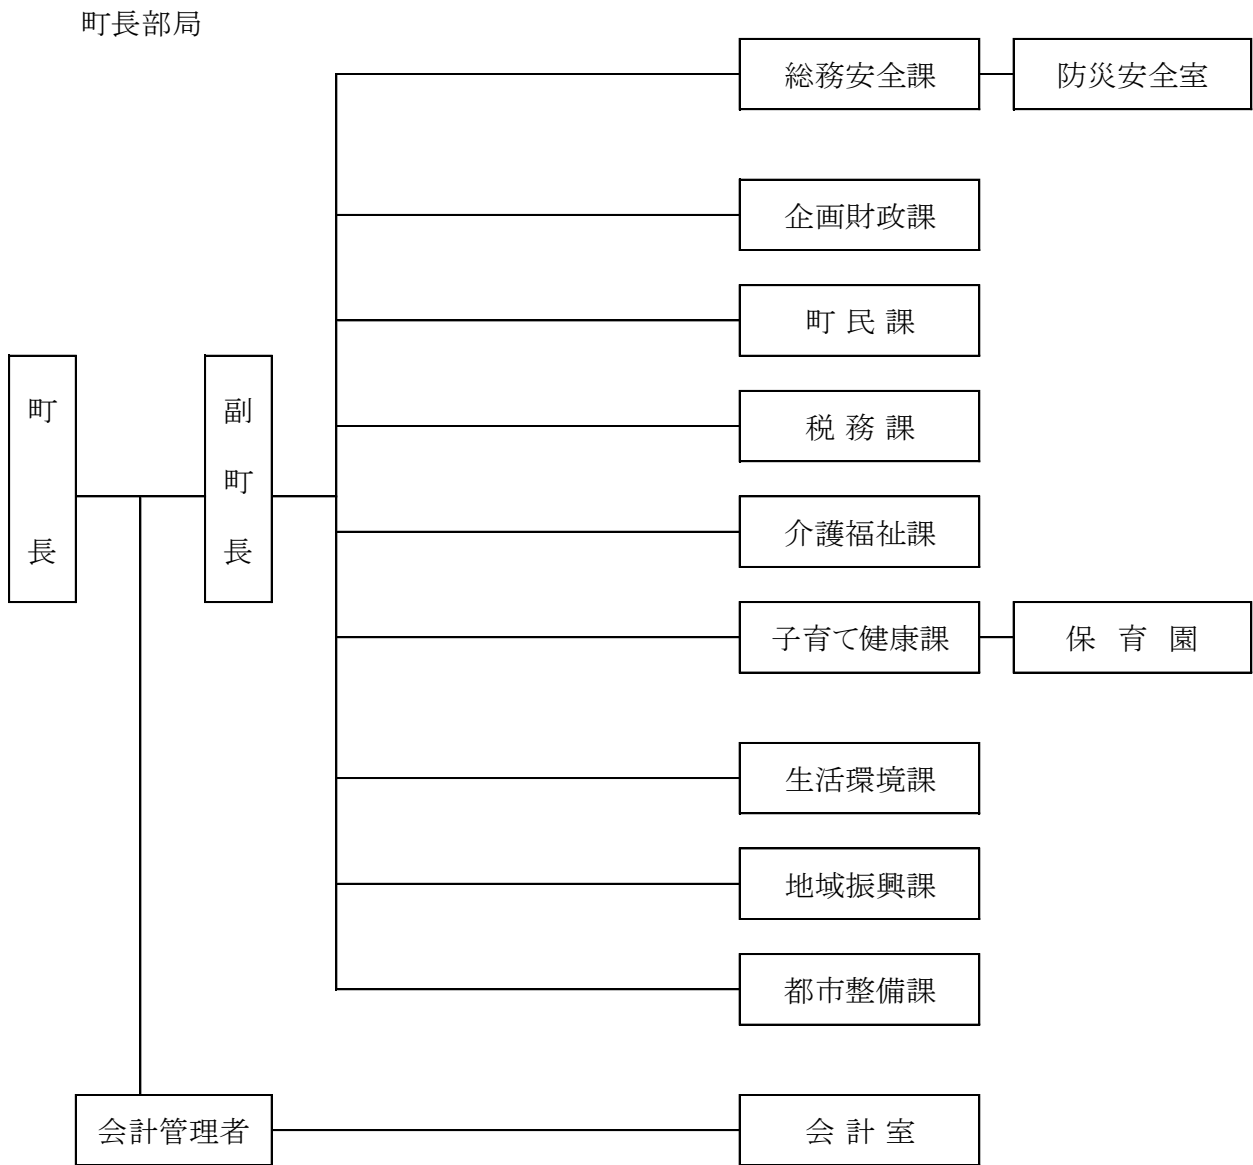 町長部局
総務安全課
防災安全室
企画財政課
町 民 課
税 務 課
町長
副町長
介護福祉課
子育て健康課
保 育 園
生活環境課
地域振興課
都市整備課
会計管理者
会 計 室